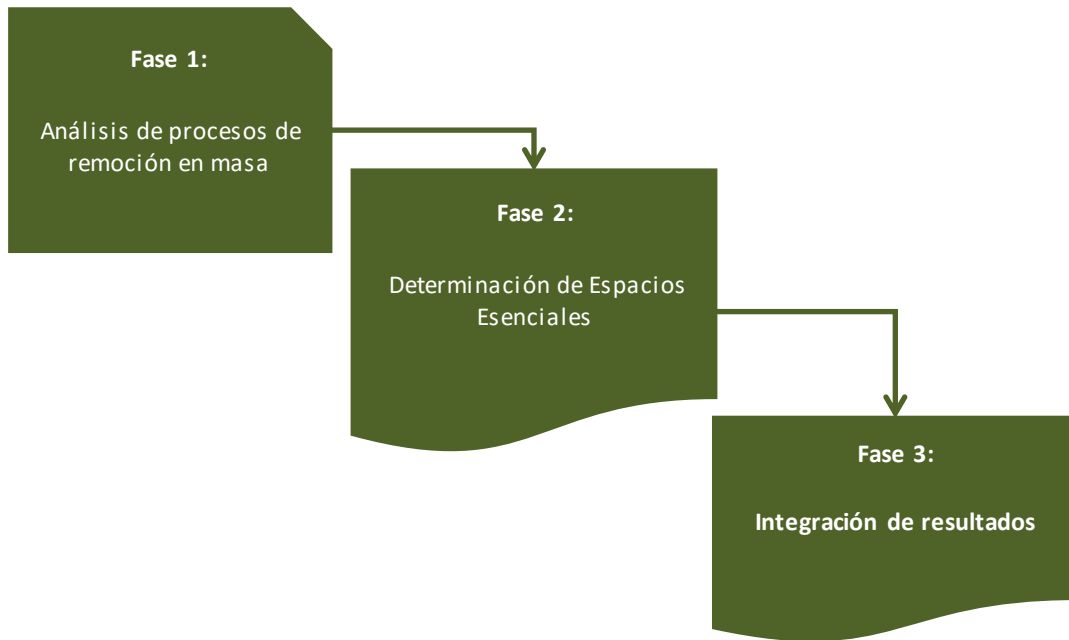 Fase 1:
Análisis de procesos de
remoción en masa
Fase 2:
Determinación de Espacios
Esenciales
Fase 3:
Integración de resultados